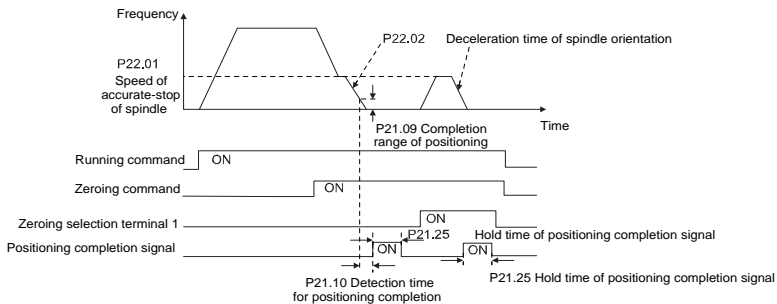 Frequency
P22.02
Deceleration time of spindle orientation
P22.01
Speed of
accurate-stop
of spindle
Time
P21.09 Completion
range of positioning
Running command
ON
Zeroing command
ON
Zeroing selection terminal 1
ON
P21.25
Hold time of positioning completion signal
Positioning completion signal
ON
ON
P21.10 Detection time
for positioning completion
P21.25 Hold time of positioning completion signal